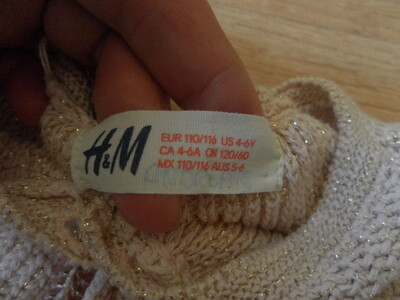 H&M
EUR 110/116 US 4-6Y
CA 4-6A CN 120/60
MX 110/116 AUS 5-6